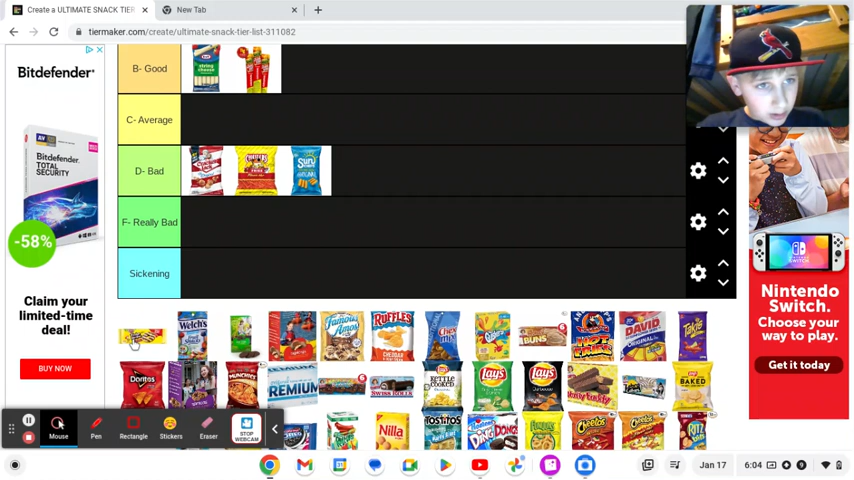 Create a ULTIMATE SNACK TIER
New Tab
tiermaker.com/create/ultimate-snack-tier-list-311082
Bitdefender
-58%
Claim your
limited-time
deal!
BUY NOW
B- Good
C- Average
D- Bad
F- Really Bad
Sickening
Welch's
Famous
Amos
RUFFLES
Chex
mix
BUNS
HOT
FRIES
DAVID
Takis
Doritos
MUNCHIES
PREMIUM
SWISS ROLLS
KETTLE
COOKED
Lay's
Lay's
BAKED
Nilla
TOSTITOS
DING DONGS
FUNYUNS
Cheetos
Cheetos
RITZ
Nintendo
Switch.
Choose your
way to play.
Get it today
Mouse
Pen
Rectangle
Stickers
Eraser
STOP
WEBCAM
Jan 17
6:04